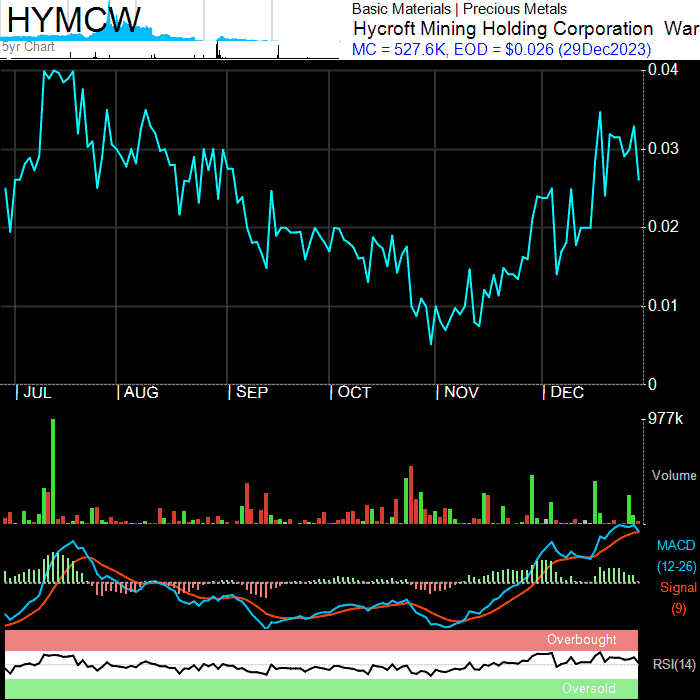 HYMCW
5yr Chart
Basic Materials | Precious Metals
Hycroft Mining Holding Corporation War
MC = 527.6K, EOD = $0.026 (29Dec2023)
0.04
0.03
0.02
0.01
0
JUL AUG SEP OCT NOV DEC
977k
Volume
MACD
(12-26)
Signal
(9)
Overbought
RSI(14)
Oversold